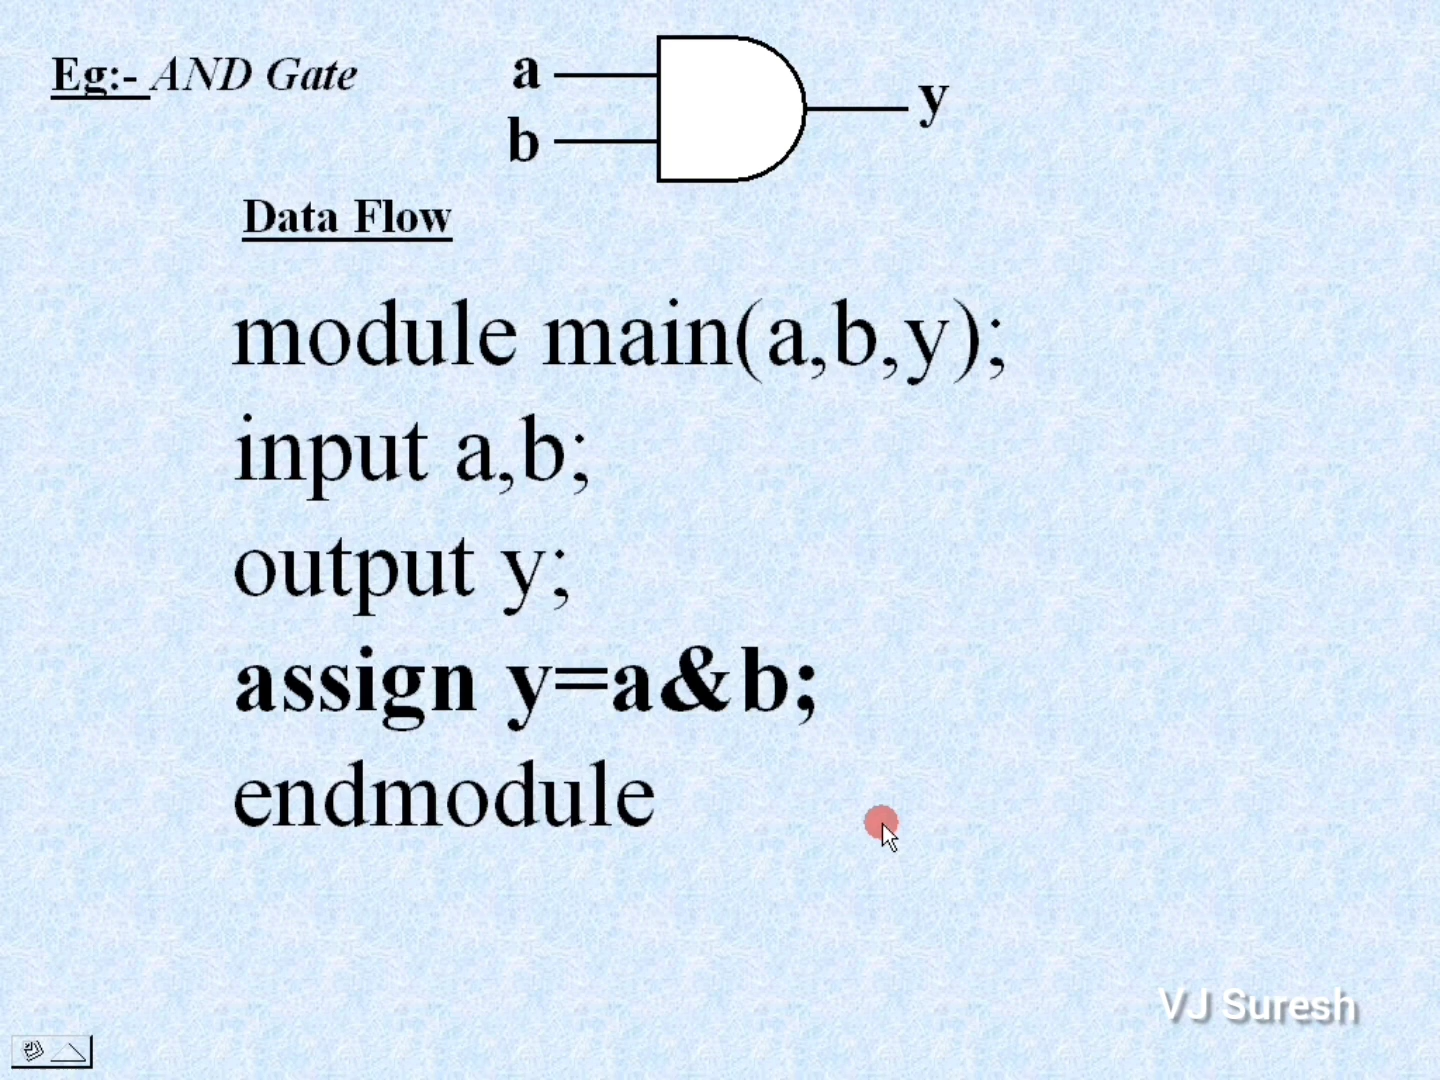 Eg:- AND Gate
a
b
y
Data Flow
module main(a,b,y);
input a,b;
output y;
assign y=a&b;
endmodule
VJ Suresh